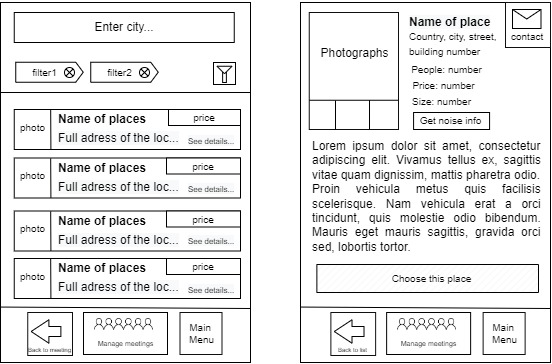 Enter city...
filter1
filter2
photo
Name of places
price
Full adress of the loc...
See details...
photo
Name of places
price
Full adress of the loc...
See details...
photo
Name of places
price
Full adress of the loc...
See details...
photo
Name of places
price
Full adress of the loc...
See details...
Back to meeting
Manage meetings
Main
Menu
Photographs
Name of place
Country, city, street,
building number
People: number
Price: number
Size: number
Get noise info
contact
Lorem ipsum dolor sit amet, consectetur
adipiscing elit. Vivamus tellus ex, sagittis
vitae quam dignissim, mattis pharetra odio.
Proin vehicula metus quis facilisis
scelerisque. Nam vehicula erat a orci
tincidunt, quis molestie odio bibendum.
Mauris eget mauris sagittis, gravida orci
sed, lobortis tortor.
Choose this place
Back to list
Manage meetings
Main
Menu